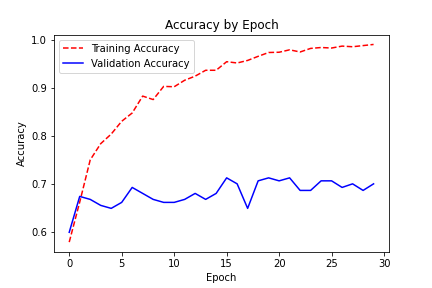 Accuracy by Epoch
1.0
0.9
0.8
0.7
0.6
Accuracy
Training Accuracy
Validation Accuracy
0 5 10 15 20 25 30
Epoch